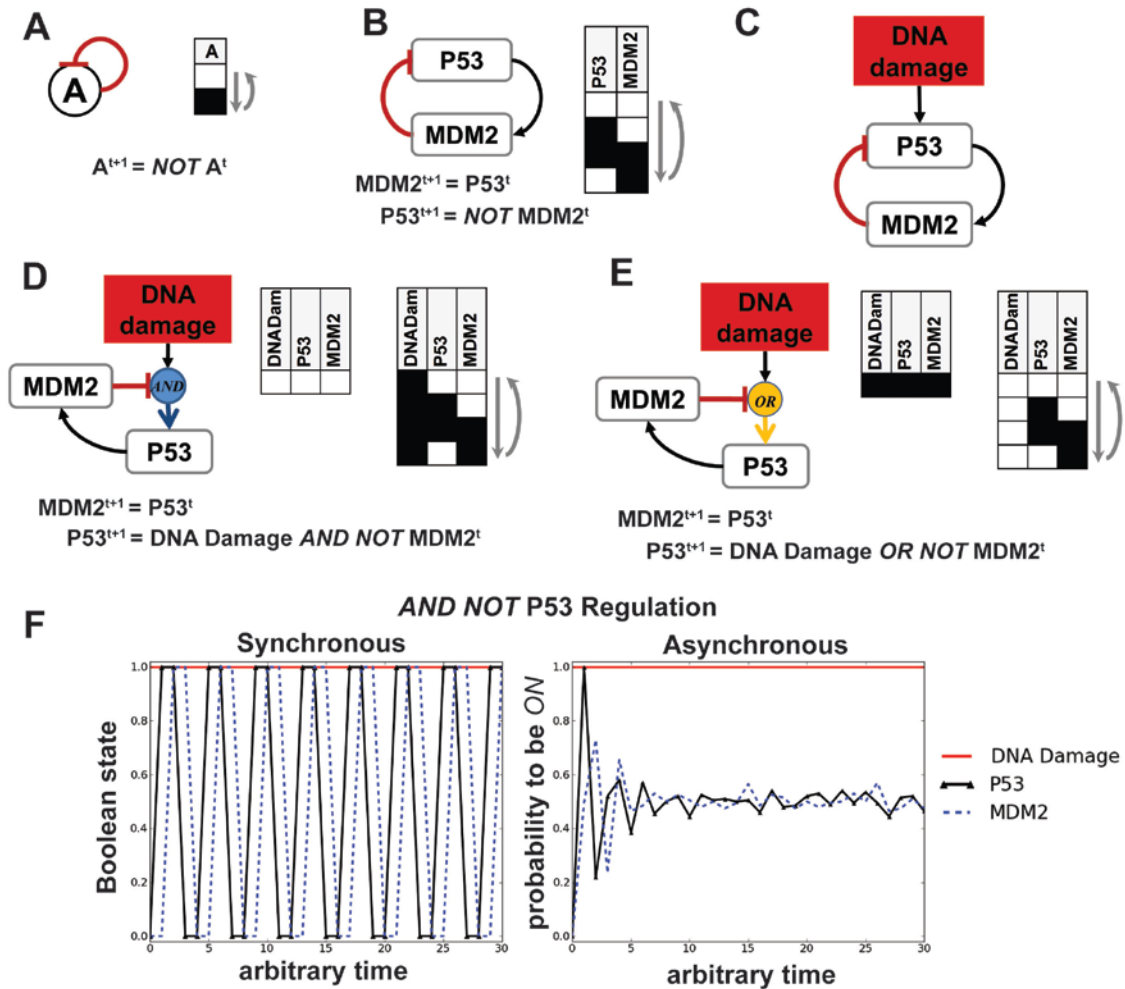 A
A
A
Aᵗ⁺¹ = NOT Aᵗ
B
P53
MDM2
P53
MDM2
MDM2ᵗ⁺¹ = P53ᵗ
P53ᵗ⁺¹ = NOT MDM2ᵗ
C
DNA
damage
P53
MDM2
D
DNA
damage
MDM2
AND
P53
DNADam
P53
MDM2
DNADam
P53
MDM2
MDM2ᵗ⁺¹ = P53ᵗ
P53ᵗ⁺¹ = DNA Damage AND NOT MDM2ᵗ
E
DNA
damage
MDM2
OR
P53
DNADam
P53
MDM2
DNADam
P53
MDM2
MDM2ᵗ⁺¹ = P53ᵗ
P53ᵗ⁺¹ = DNA Damage OR NOT MDM2ᵗ
F
AND NOT P53 Regulation
Synchronous
Boolean state
1.0
0.8
0.6
0.4
0.2
0.0
0 5 10 15 20 25 30
arbitrary time
Asynchronous
probability to be ON
1.0
0.8
0.6
0.4
0.2
0.0
0 5 10 15 20 25 30
arbitrary time
DNA Damage
P53
MDM2